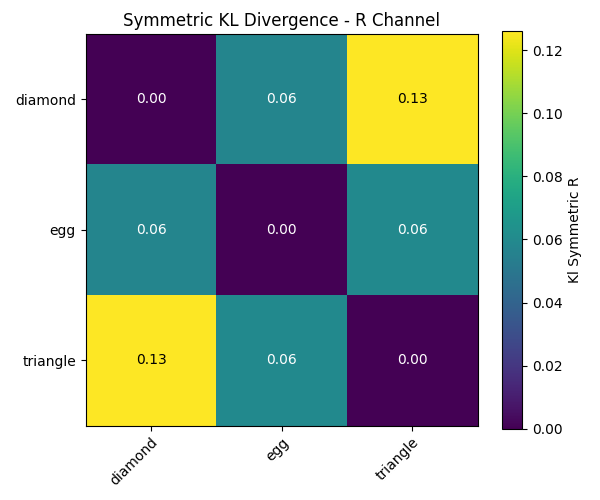 Symmetric KL Divergence - R Channel
diamond
egg
triangle
0.00 0.06 0.13
0.06 0.00 0.06
0.13 0.06 0.00
diamond
egg
triangle
0.12
0.10
0.08
0.06
0.04
0.02
0.00
Kl Symmetric R